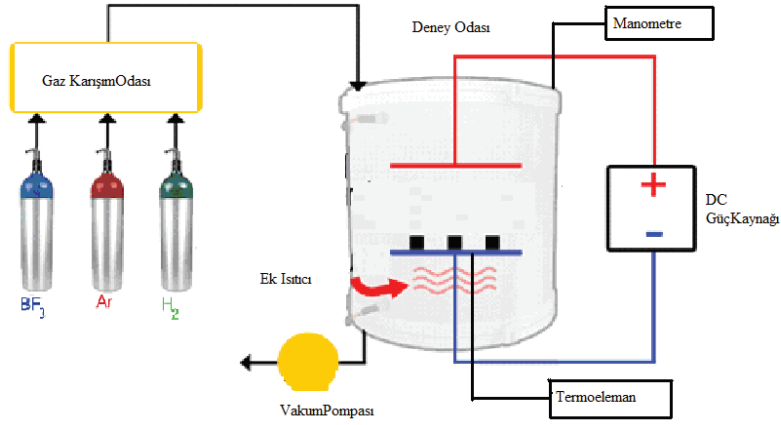 Deney Odası
Manometre
Gaz KarışımOdası
BF3
Ar
H2
+
-
DC
GüçKaynağı
Ek Isıtıcı
VakumPompası
Termoeleman